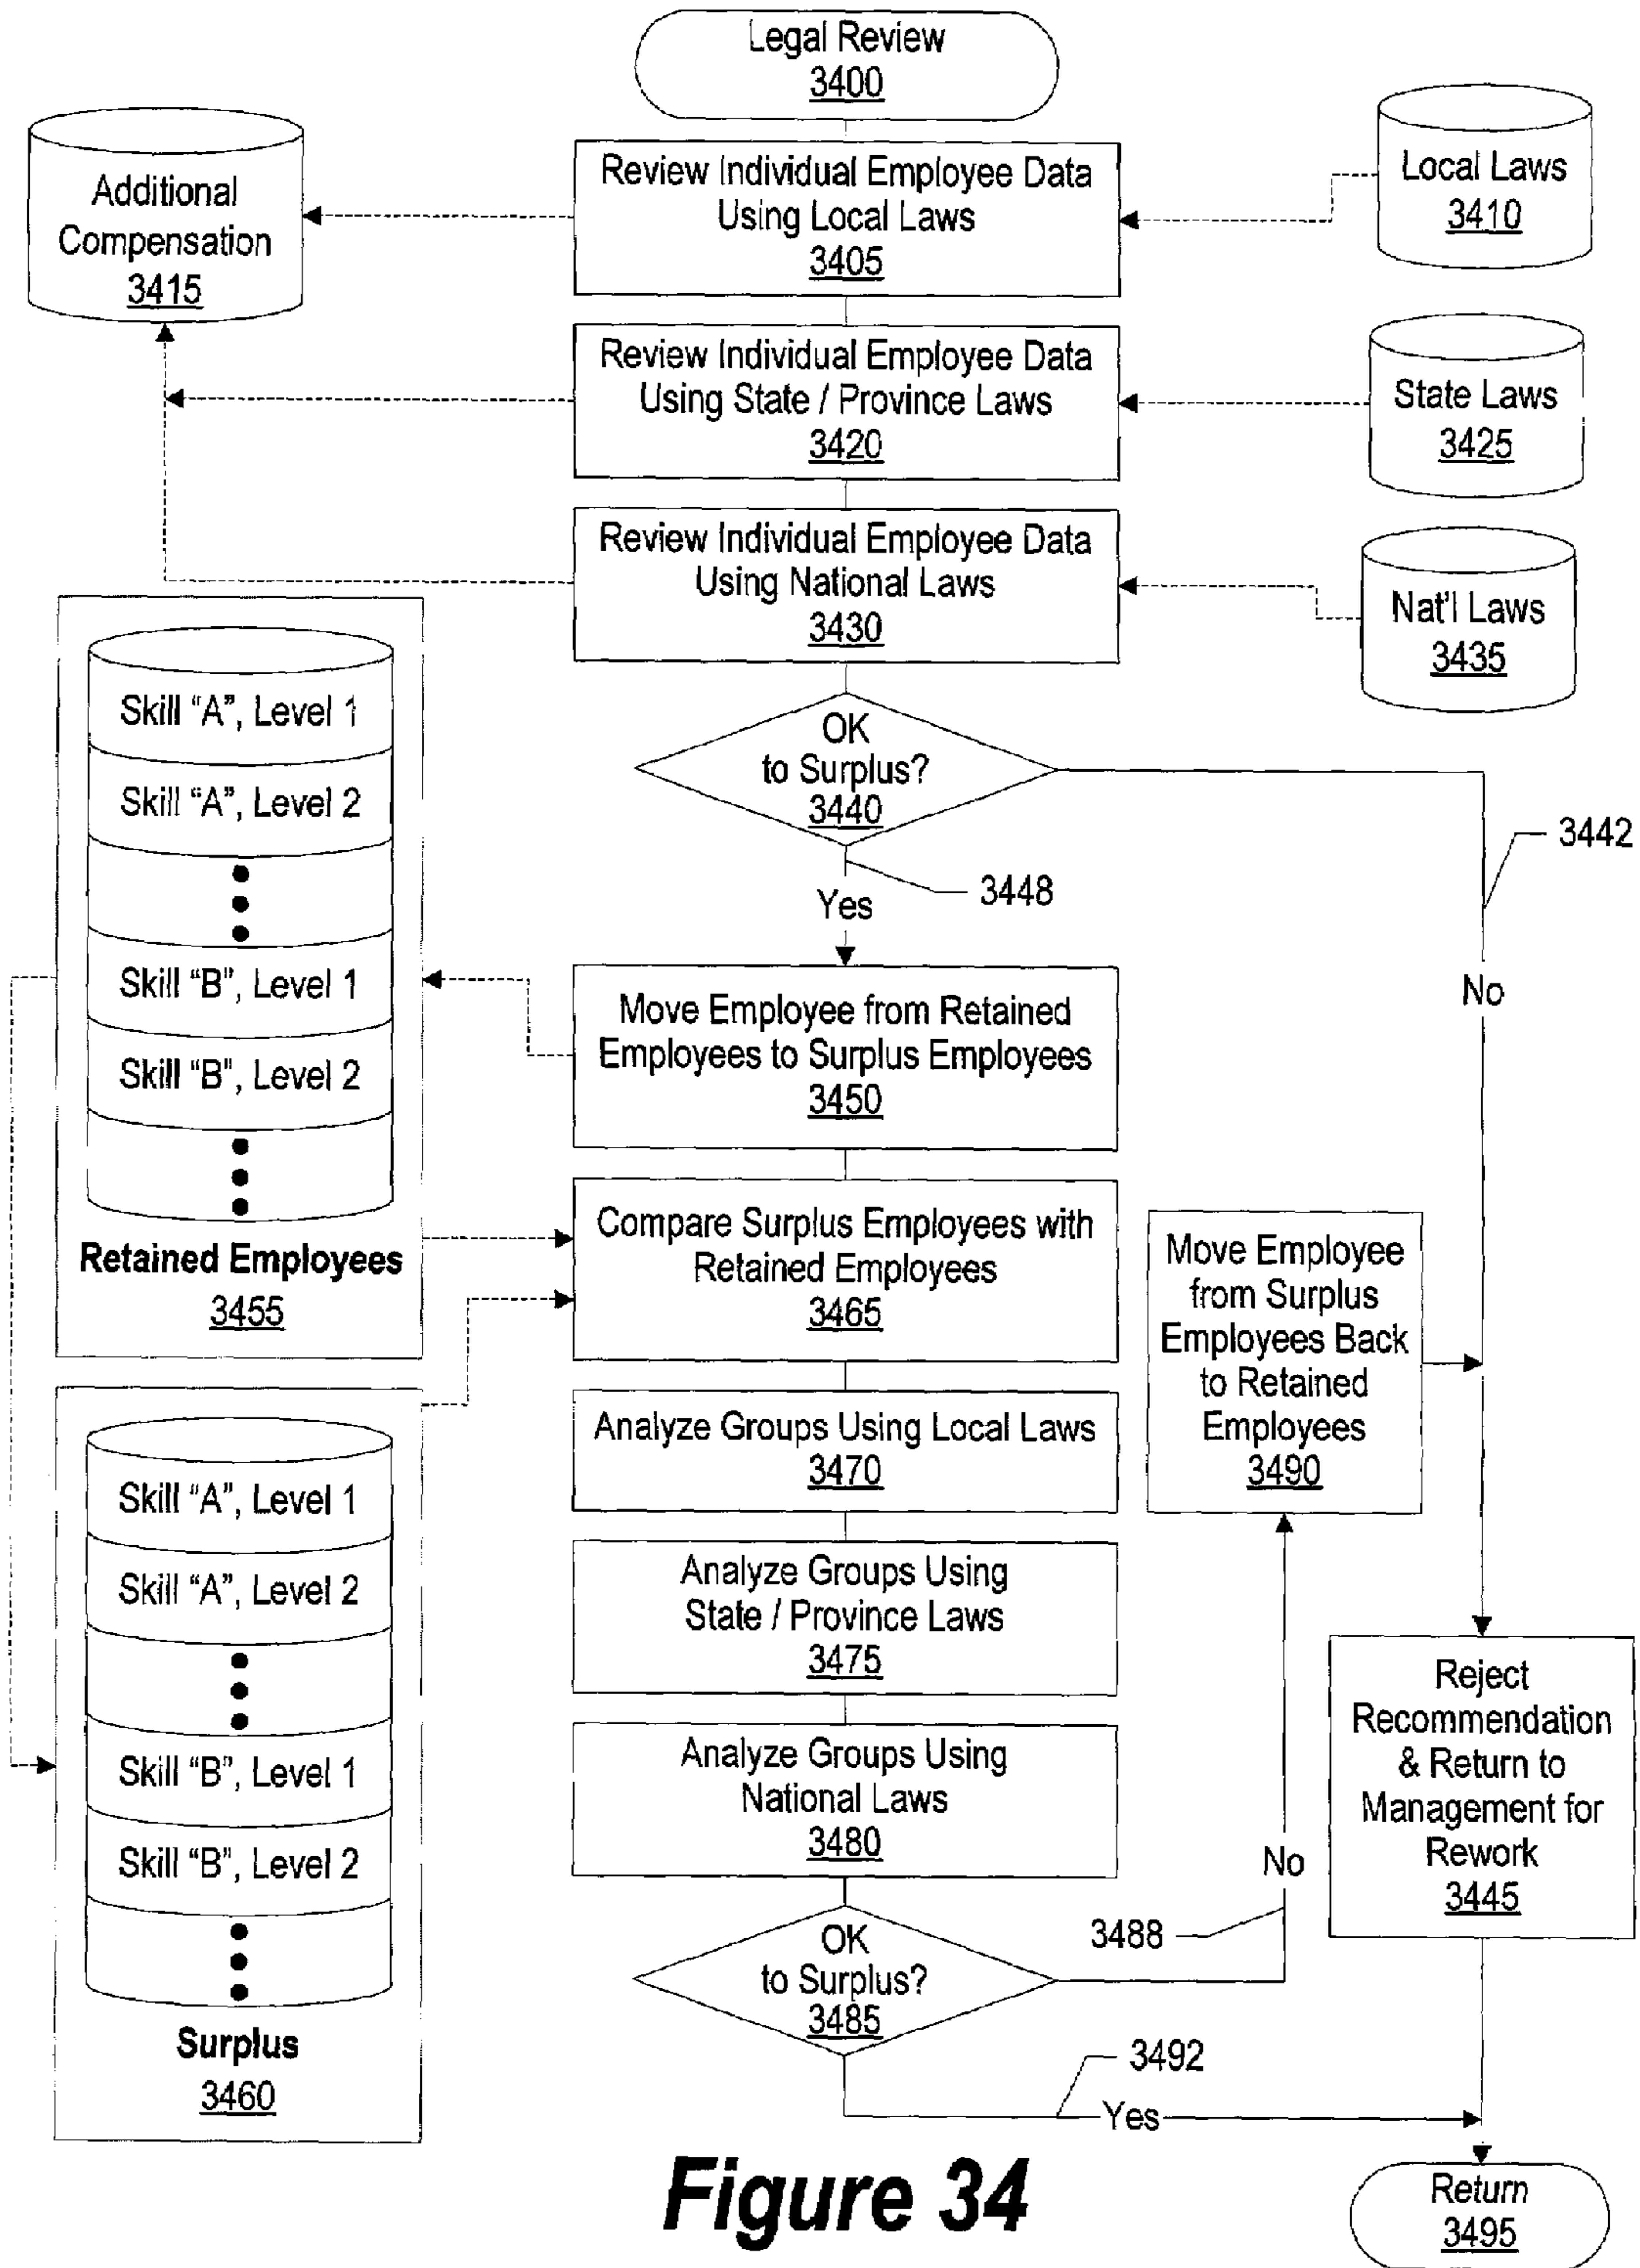 Legal Review
3400
Additional
Compensation
3415
Review Individual Employee Data
Using Local Laws
3405
Local Laws
3410
Review Individual Employee Data
Using State / Province Laws
3420
State Laws
3425
Review Individual Employee Data
Using National Laws
3430
Nat'l Laws
3435
OK
to Surplus?
3440
3442
No
3448
Yes
Skill "A", Level 1
Skill "A", Level 2
Skill "B", Level 1
Skill "B", Level 2
Retained Employees
3455
Move Employee from Retained
Employees to Surplus Employees
3450
Compare Surplus Employees with
Retained Employees
3465
Move Employee
from Surplus
Employees Back
to Retained
Employees
3490
Analyze Groups Using Local Laws
3470
Analyze Groups Using
State / Province Laws
3475
Analyze Groups Using
National Laws
3480
Skill "A", Level 1
Skill "A", Level 2
Skill "B", Level 1
Skill "B", Level 2
Surplus
3460
Reject
Recommendation
& Return to
Management for
Rework
3445
OK
to Surplus?
3485
3488
No
3492
Yes
Return
3495
Figure 34